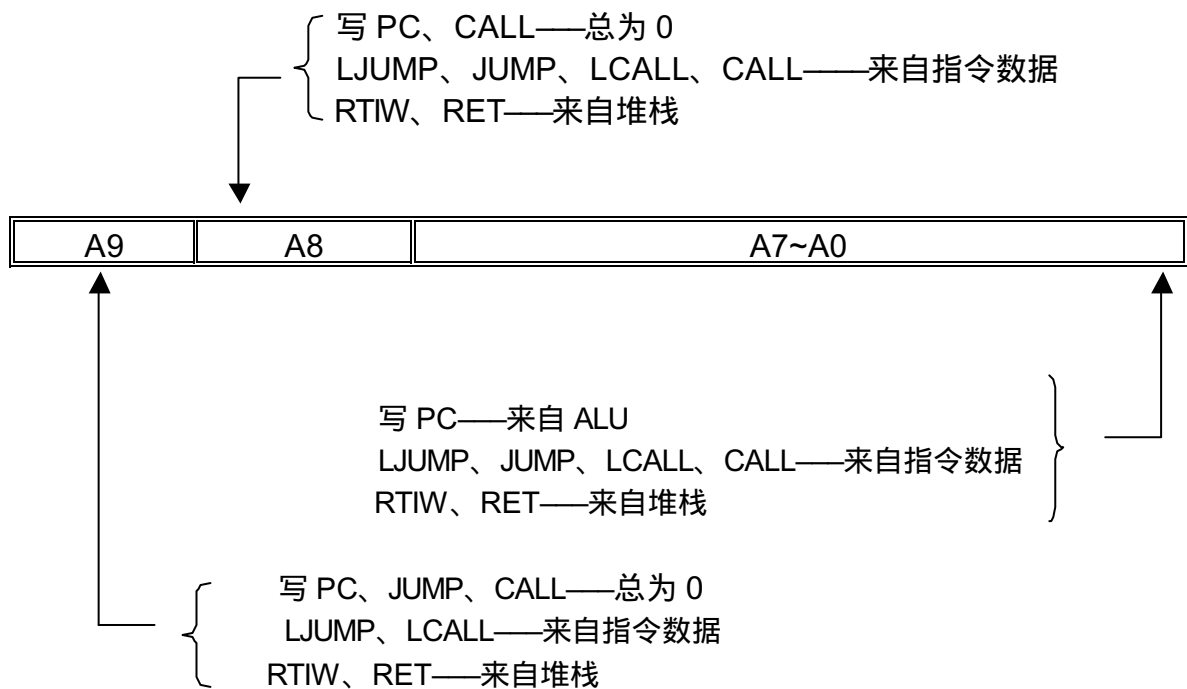 写 PC、CALL——总为 0
LJUMP、JUMP、LCALL、CALL——来自指令数据
RTIW、RET——来自堆栈
A9 A8 A7~A0
写 PC——来自 ALU
LJUMP、JUMP、LCALL、CALL——来自指令数据
RTIW、RET——来自堆栈
写 PC、JUMP、CALL——总为 0
LJUMP、LCALL——来自指令数据
RTIW、RET——来自堆栈